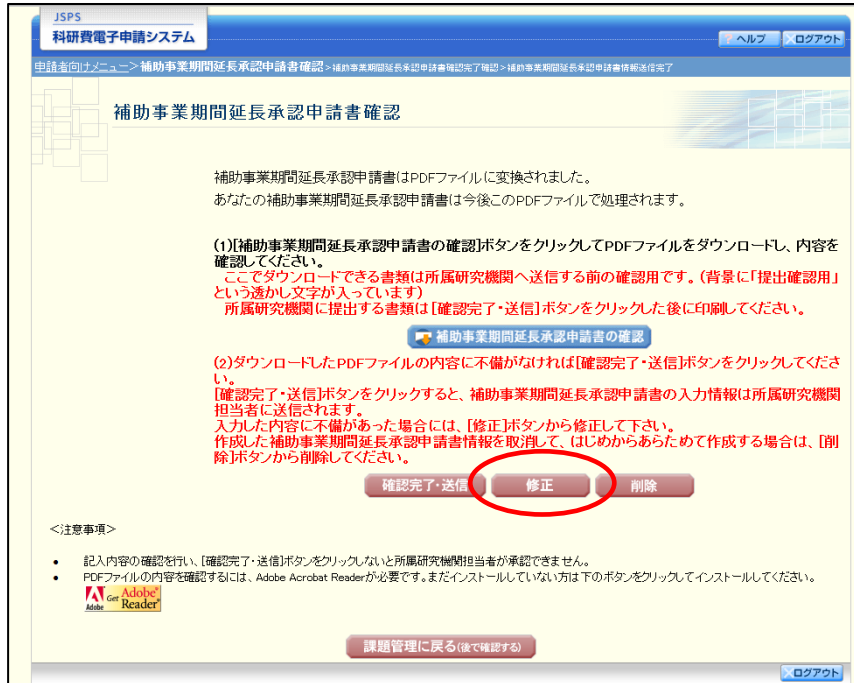 JSPS
科研費電子申請システム
? ヘルプ
ログアウト
申請者向けメニュー>補助事業期間延長承認申請書確認>補助事業期間延長承認申請書確認完了確認>補助事業期間延長承認申請書情報送信完了
補助事業期間延長承認申請書確認
補助事業期間延長承認申請書はPDFファイルに変換されました。
あなたの補助事業期間延長承認申請書は今後このPDFファイルで処理されます。
(1)[補助事業期間延長承認申請書の確認]ボタンをクリックしてPDFファイルをダウンロードし、内容を
確認してください。
ここでダウンロードできる書類は所属研究機関へ送信する前の確認用です。(背景に「提出確認用」
という透かし文字が入っています)
所属研究機関に提出する書類は[確認完了・送信]ボタンをクリックした後に印刷してください。
補助事業期間延長承認申請書の確認
(2)ダウンロードしたPDFファイルの内容に不備がなければ[確認完了・送信]ボタンをクリックしてくださ
い。
[確認完了・送信]ボタンをクリックすると、補助事業期間延長承認申請書の入力情報は所属研究機関
担当者に送信されます。
入力した内容に不備があった場合には、[修正]ボタンから修正して下さい。
作成した補助事業期間延長承認申請書情報を取消して、はじめからあらためて作成する場合は、[削
除]ボタンから削除してください。
確認完了・送信
修正
削除
<注意事項>
• 記入内容の確認を行い、[確認完了・送信]ボタンをクリックしないと所属研究機関担当者が承認できません。
• PDFファイルの内容を確認するには、Adobe Acrobat Readerが必要です。まだインストールしていない方は下のボタンをクリックしてインストールしてください。
Adobe Get Adobe® Reader®
課題管理に戻る(後で確認する)
ログアウト